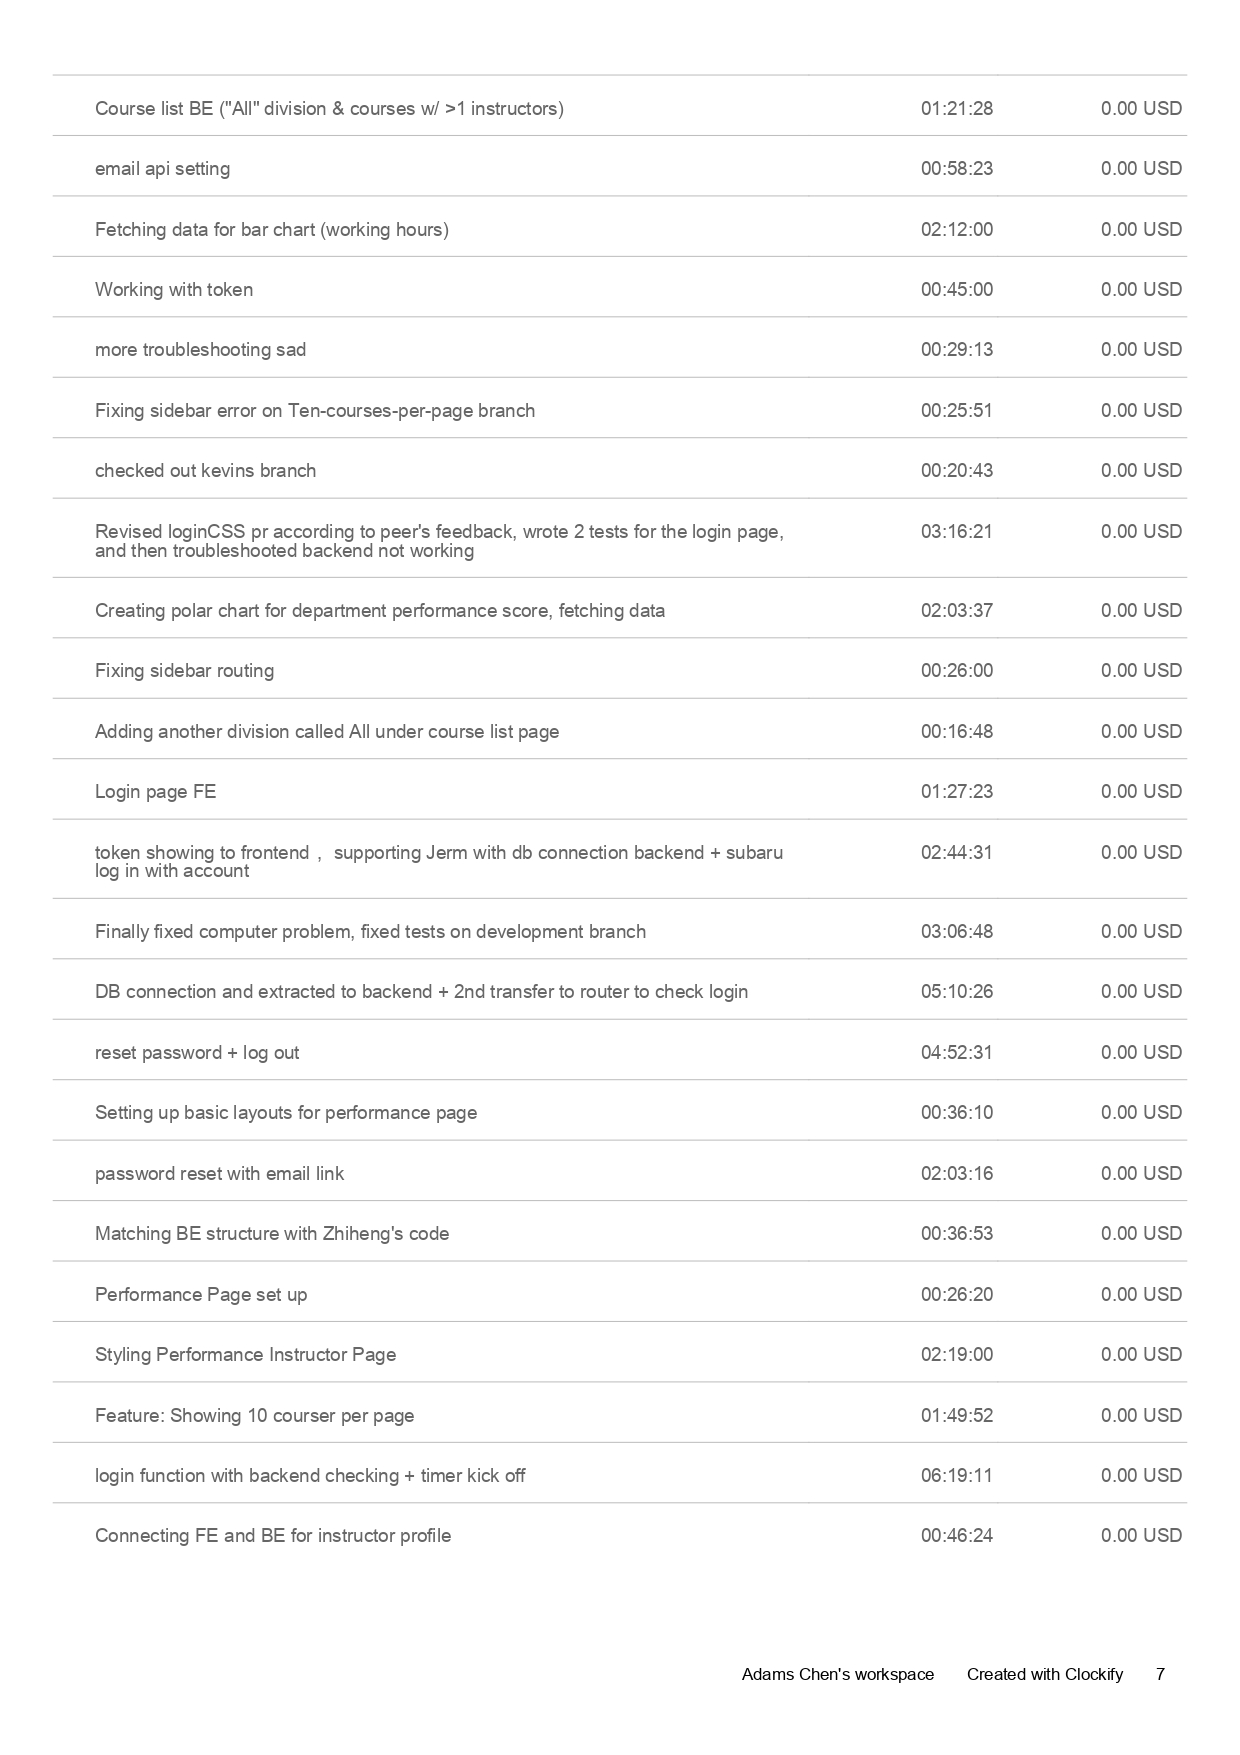 Course list BE ("All" division & courses w/ >1 instructors) 01:21:28 0.00 USD
email api setting 00:58:23 0.00 USD
Fetching data for bar chart (working hours) 02:12:00 0.00 USD
Working with token 00:45:00 0.00 USD
more troubleshooting sad 00:29:13 0.00 USD
Fixing sidebar error on Ten-courses-per-page branch 00:25:51 0.00 USD
checked out kevins branch 00:20:43 0.00 USD
Revised loginCSS pr according to peer's feedback, wrote 2 tests for the login page, 03:16:21 0.00 USD
and then troubleshooted backend not working
Creating polar chart for department performance score, fetching data 02:03:37 0.00 USD
Fixing sidebar routing 00:26:00 0.00 USD
Adding another division called All under course list page 00:16:48 0.00 USD
Login page FE 01:27:23 0.00 USD
token showing to frontend ， supporting Jerm with db connection backend + subaru 02:44:31 0.00 USD
log in with account
Finally fixed computer problem, fixed tests on development branch 03:06:48 0.00 USD
DB connection and extracted to backend + 2nd transfer to router to check login 05:10:26 0.00 USD
reset password + log out 04:52:31 0.00 USD
Setting up basic layouts for performance page 00:36:10 0.00 USD
password reset with email link 02:03:16 0.00 USD
Matching BE structure with Zhiheng's code 00:36:53 0.00 USD
Performance Page set up 00:26:20 0.00 USD
Styling Performance Instructor Page 02:19:00 0.00 USD
Feature: Showing 10 courser per page 01:49:52 0.00 USD
login function with backend checking + timer kick off 06:19:11 0.00 USD
Connecting FE and BE for instructor profile 00:46:24 0.00 USD
Adams Chen's workspace Created with Clockify 7